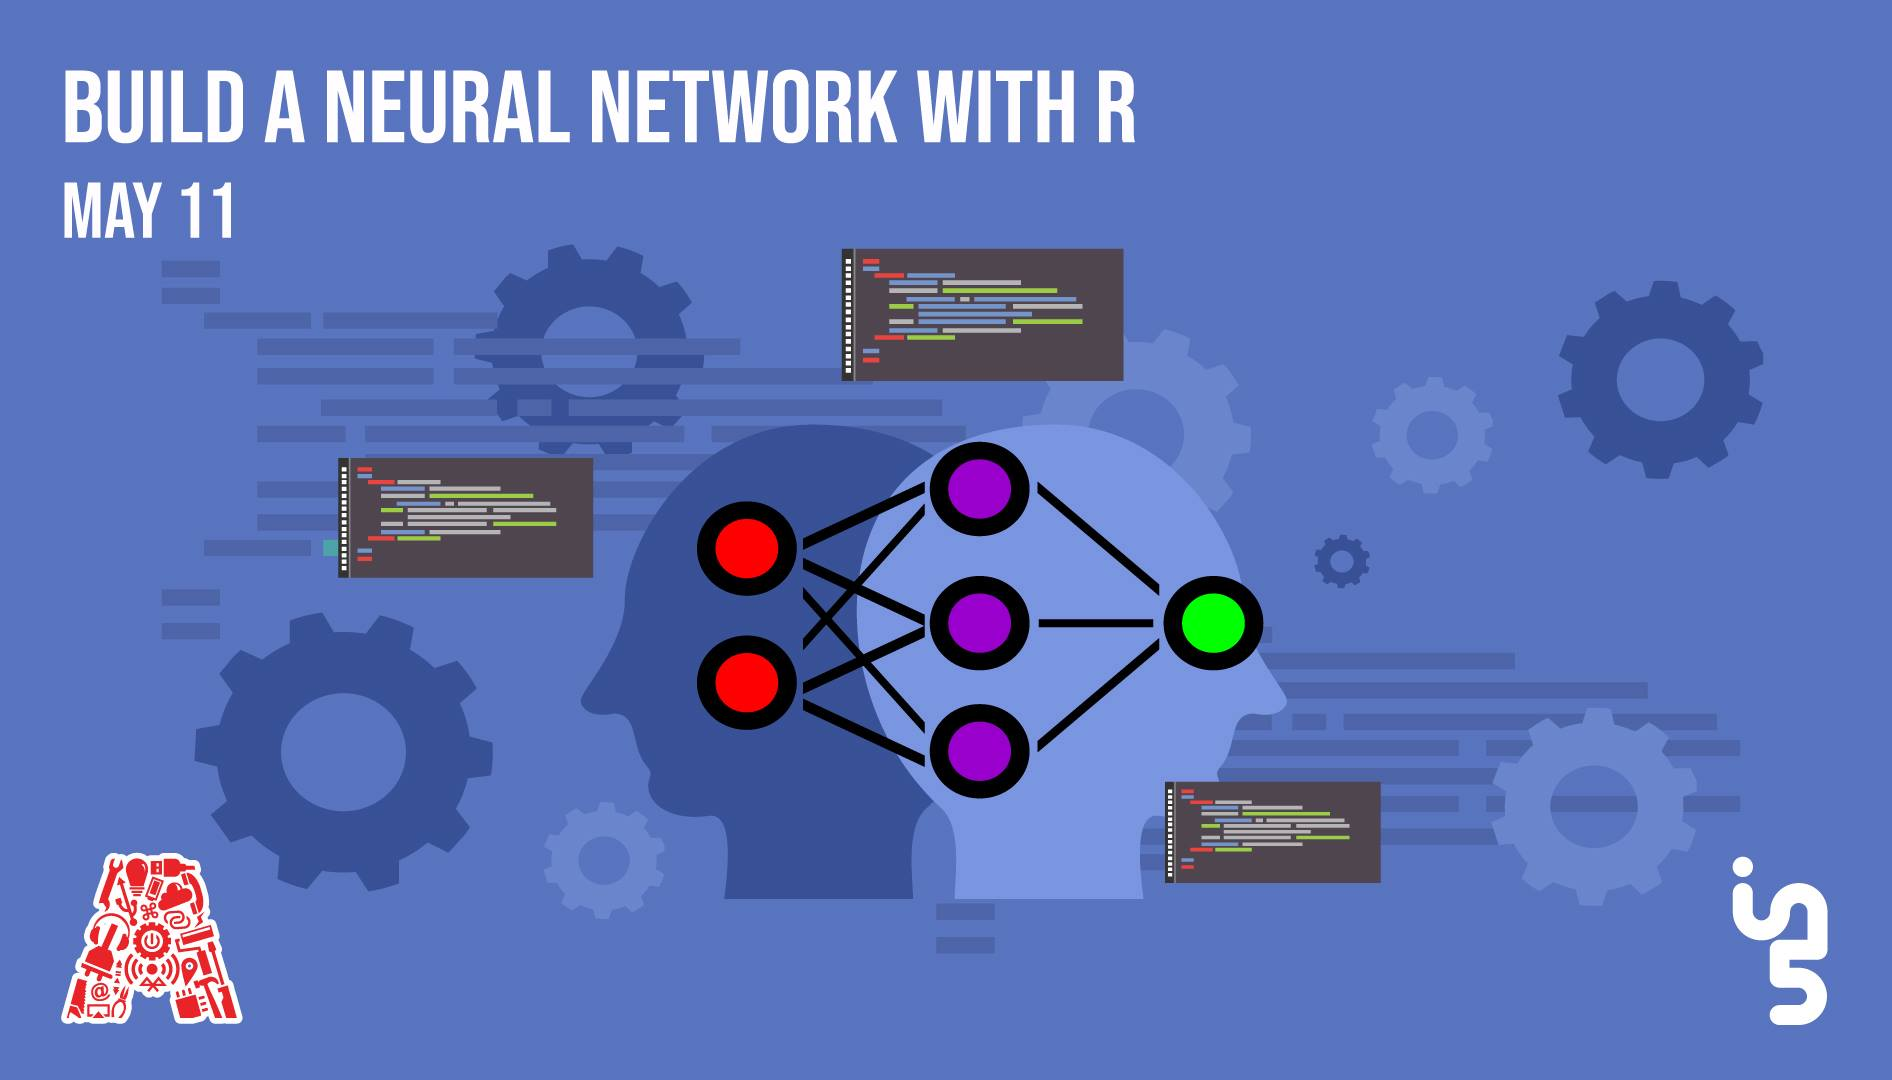 BUILD A NEURAL NETWORK WITH R
MAY 11
@